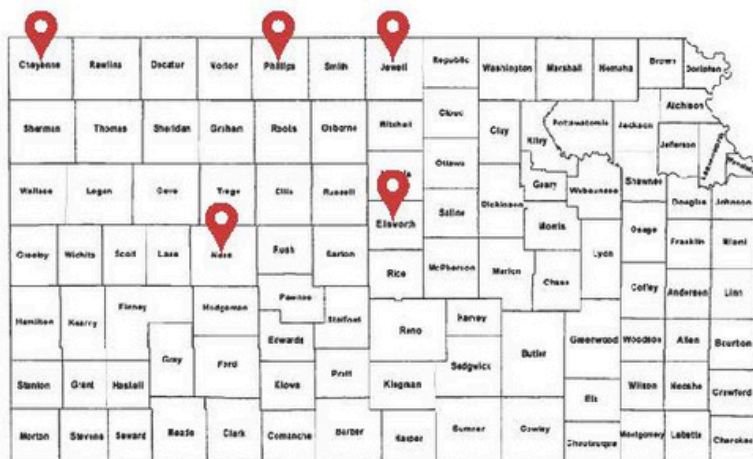 Cheyenne Rawlins Decatur Norton Phillips Smith Jewell Republic Washington Marshall Nemaha Brown Doniphan
Sherman Thomas Sheridan Graham Rooks Osborne Mitchell Cloud Clay Riley Pottawatomie Jackson Atchison
Jefferson Leavenworth
Wallace Logan Gove Trego Ellis Russell Ottawa Geary Wabaunsee Shawnee
Ellsworth Saline Dickinson Morris Douglas Johnson
Greeley Wichita Scott Lane Ness Rush Barton Rice McPherson Marion Chase Lyon Osage Franklin Miami
Hamilton Kearny Finney Hodgeman Pawnee Stafford Reno Harvey Coffey Anderson Linn
Gray Ford Edwards Sedgwick Butler Greenwood Woodson Allen Bourbon
Stanton Grant Haskell Kiowa Pratt Kingman Elk Wilson Neosho Crawford
Morton Stevens Seward Meade Clark Comanche Barber Harper Sumner Cowley Chautauqua Montgomery Labette Cherokee